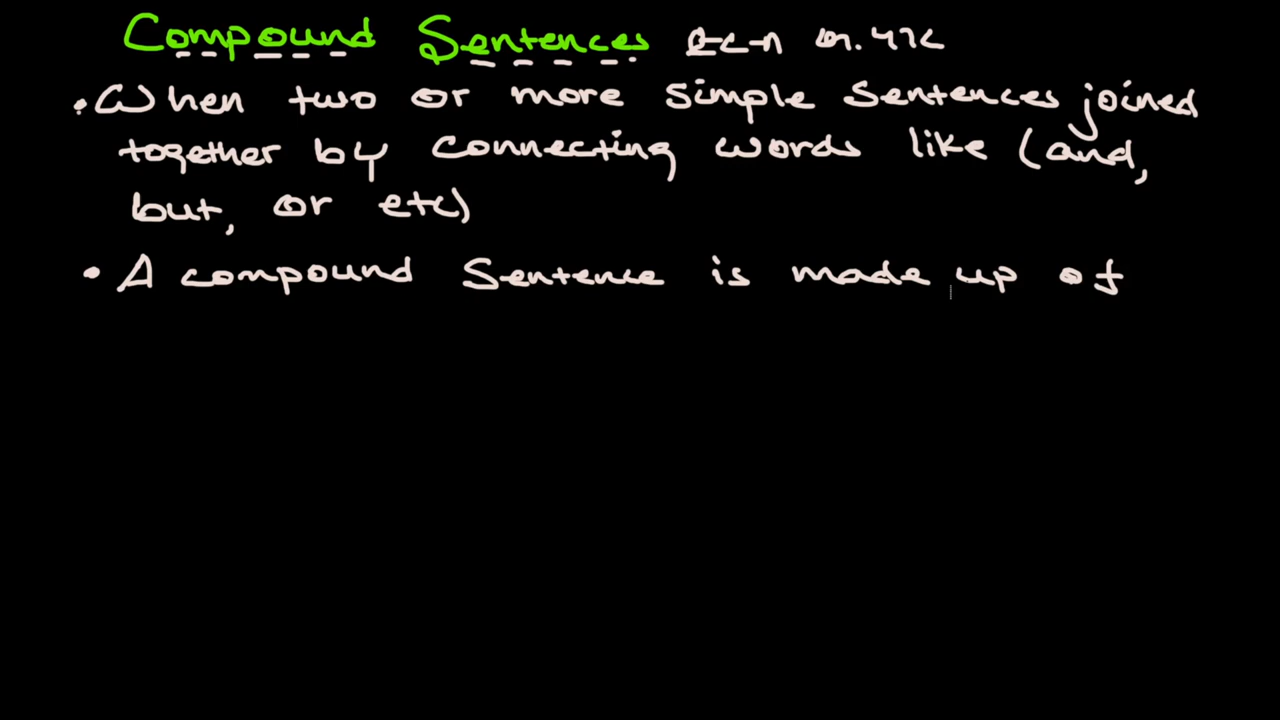 Compound Sentences
• When two or more simple sentences joined
together by connecting words like (and,
but, or etc)
• A compound Sentence is made up of